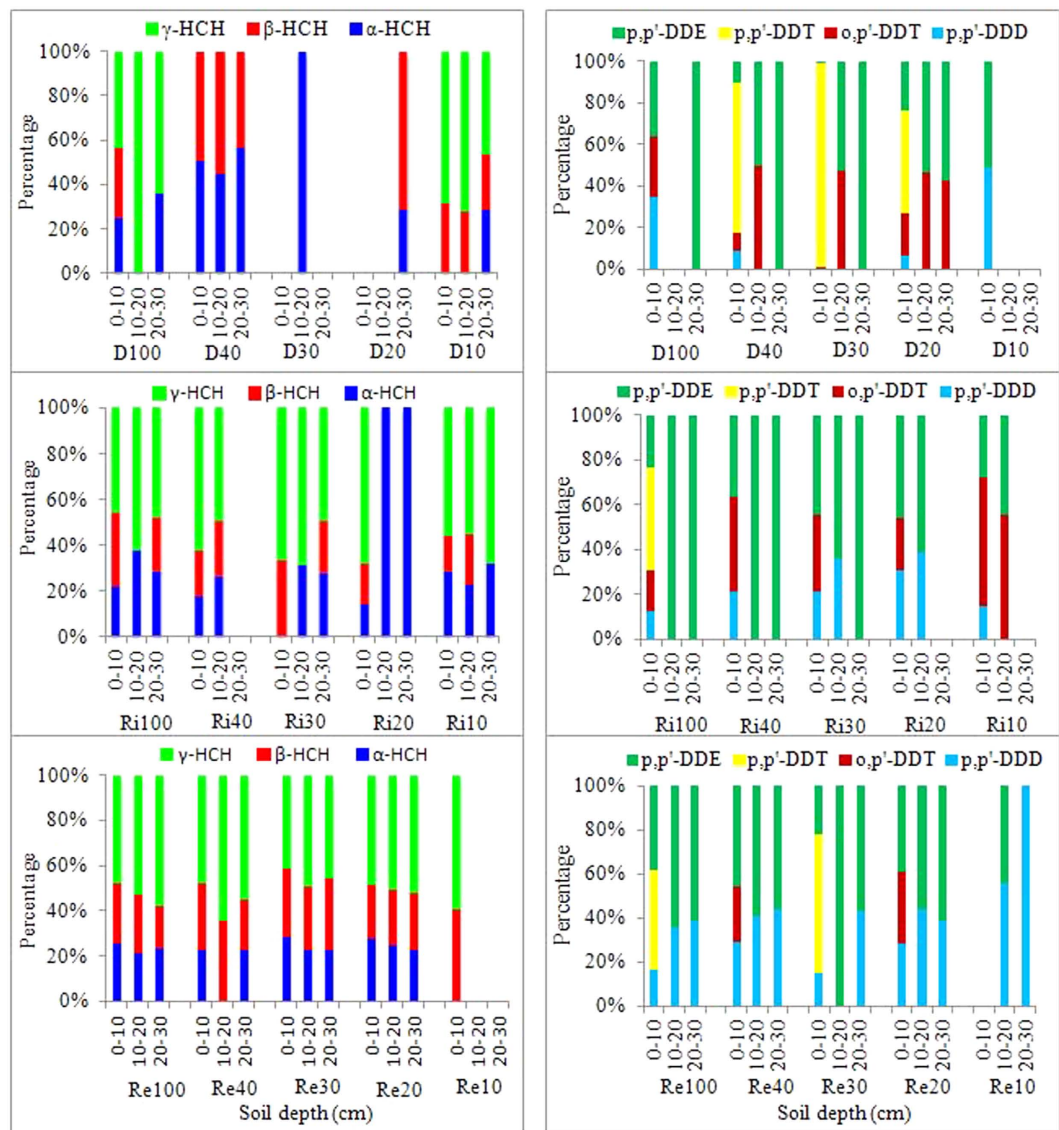 γ-HCH β-HCH α-HCH
Percentage
100%
80%
60%
40%
20%
0%
0-10 10-20 20-30 0-10 10-20 20-30 0-10 10-20 20-30 0-10 10-20 20-30 0-10 10-20 20-30
D100 D40 D30 D20 D10
p,p'-DDE p,p'-DDT o,p'-DDT p,p'-DDD
Percentage
100%
80%
60%
40%
20%
0%
0-10 10-20 20-30 0-10 10-20 20-30 0-10 10-20 20-30 0-10 10-20 20-30 0-10 10-20 20-30
D100 D40 D30 D20 D10
γ-HCH β-HCH α-HCH
Percentage
100%
80%
60%
40%
20%
0%
0-10 10-20 20-30 0-10 10-20 20-30 0-10 10-20 20-30 0-10 10-20 20-30 0-10 10-20 20-30
Ri100 Ri40 Ri30 Ri20 Ri10
p,p'-DDE p,p'-DDT o,p'-DDT p,p'-DDD
Percentage
100%
80%
60%
40%
20%
0%
0-10 10-20 20-30 0-10 10-20 20-30 0-10 10-20 20-30 0-10 10-20 20-30 0-10 10-20 20-30
Ri100 Ri40 Ri30 Ri20 Ri10
γ-HCH β-HCH α-HCH
Percentage
100%
80%
60%
40%
20%
0%
0-10 10-20 20-30 0-10 10-20 20-30 0-10 10-20 20-30 0-10 10-20 20-30 0-10 10-20 20-30
Re100 Re40 Re30 Re20 Re10
Soil depth (cm)
p,p'-DDE p,p'-DDT o,p'-DDT p,p'-DDD
Percentage
100%
80%
60%
40%
20%
0%
0-10 10-20 20-30 0-10 10-20 20-30 0-10 10-20 20-30 0-10 10-20 20-30 0-10 10-20 20-30
Re100 Re40 Re30 Re20 Re10
Soil depth (cm)